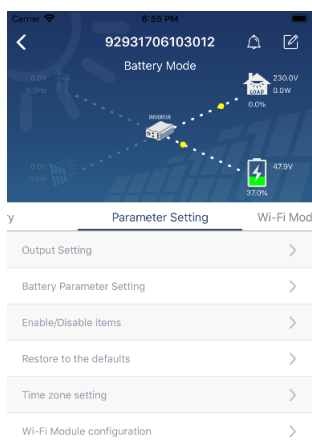 Carrier 6:55 PM
92931706103012
Battery Mode
0.0V
0.0Hz
230.0V
0.0W
LOAD
0.0%
INVERTER
0.0V
0.0W
47.9V
37.0%
ry Parameter Setting Wi-Fi Mod
Output Setting
Battery Parameter Setting
Enable/Disable items
Restore to the defaults
Time zone setting
Wi-Fi Module configuration